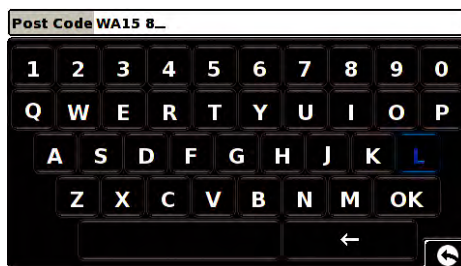 Post Code WA15 8_
1 2 3 4 5 6 7 8 9 0
Q W E R T Y U I O P
A S D F G H J K L
Z X C V B N M OK
←